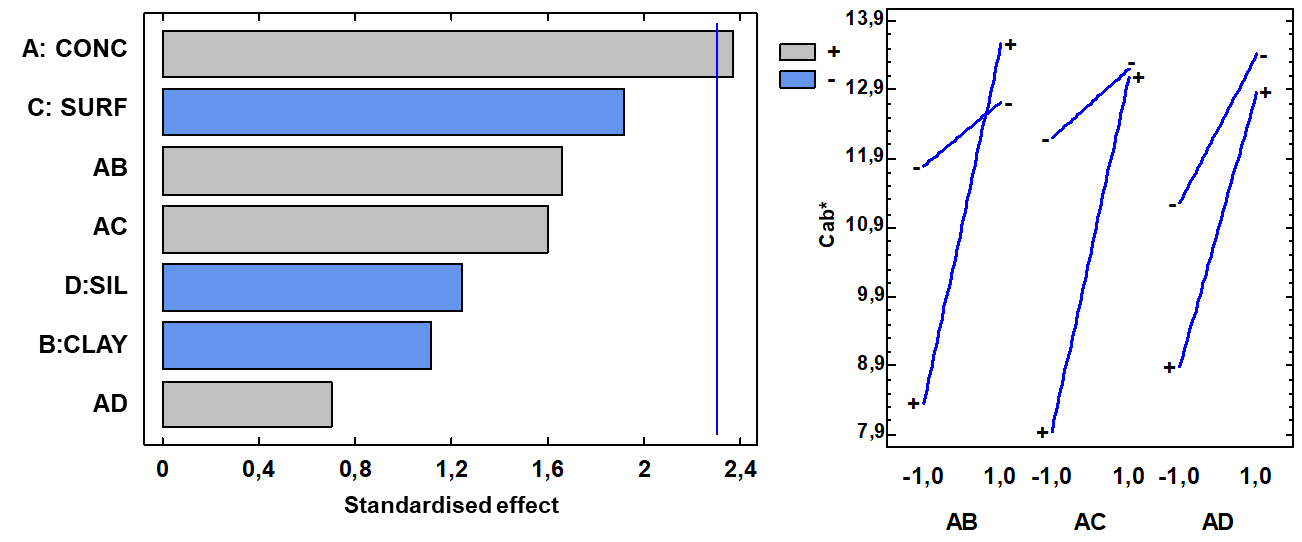 A: CONC
C: SURF
AB
AC
D:SIL
B:CLAY
AD
0 0,4 0,8 1,2 1,6 2 2,4
Standardised effect
+
-
Cab*
13,9
12,9
11,9
10,9
9,9
8,9
7,9
- + + -
- + - +
- + - +
-1,0 1,0 -1,0 1,0 -1,0 1,0
AB AC AD